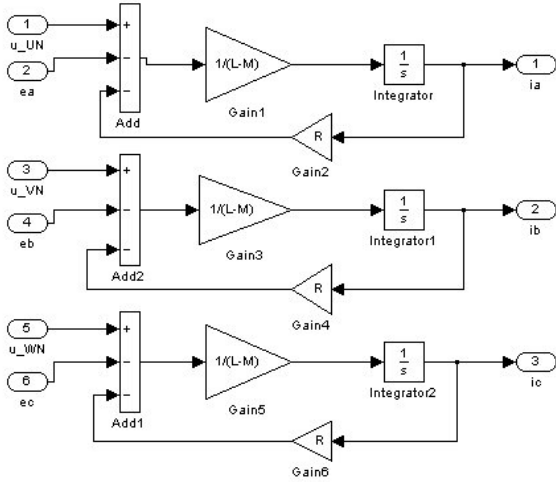 1
u_UN
2
ea
+
−
−
Add
1/(L-M)
Gain1
1
s
Integrator
1
ia
R
Gain2
3
u_VN
4
eb
+
−
−
Add2
1/(L-M)
Gain3
1
s
Integrator1
2
ib
R
Gain4
5
u_WN
6
ec
+
−
−
Add1
1/(L-M)
Gain5
1
s
Integrator2
3
ic
R
Gain6